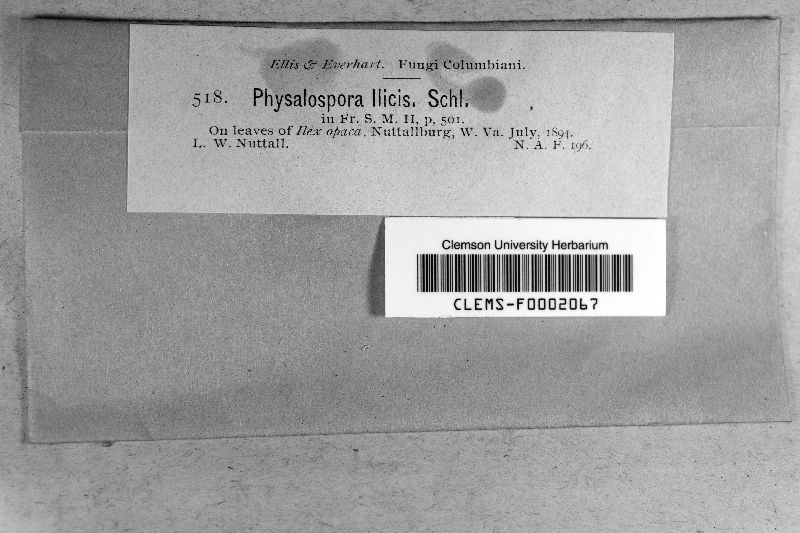 Ellis & Everhart. Fungi Columbiani.
518. Physalospora Ilicis. Schl.
in Fr. S. M. II, p, 501.
On leaves of Ilex opaca, Nuttallburg, W. Va. July, 1894.
L. W. Nuttall. N. A. F. 196.
Clemson University Herbarium
CLEMS-F0002067